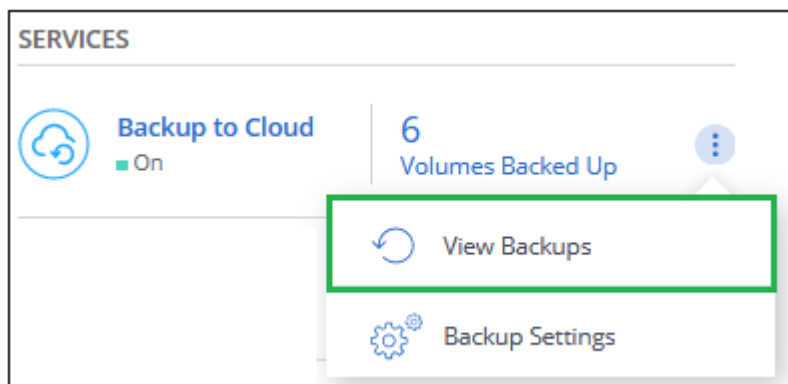 SERVICES
Backup to Cloud
On
6
Volumes Backed Up
View Backups
Backup Settings